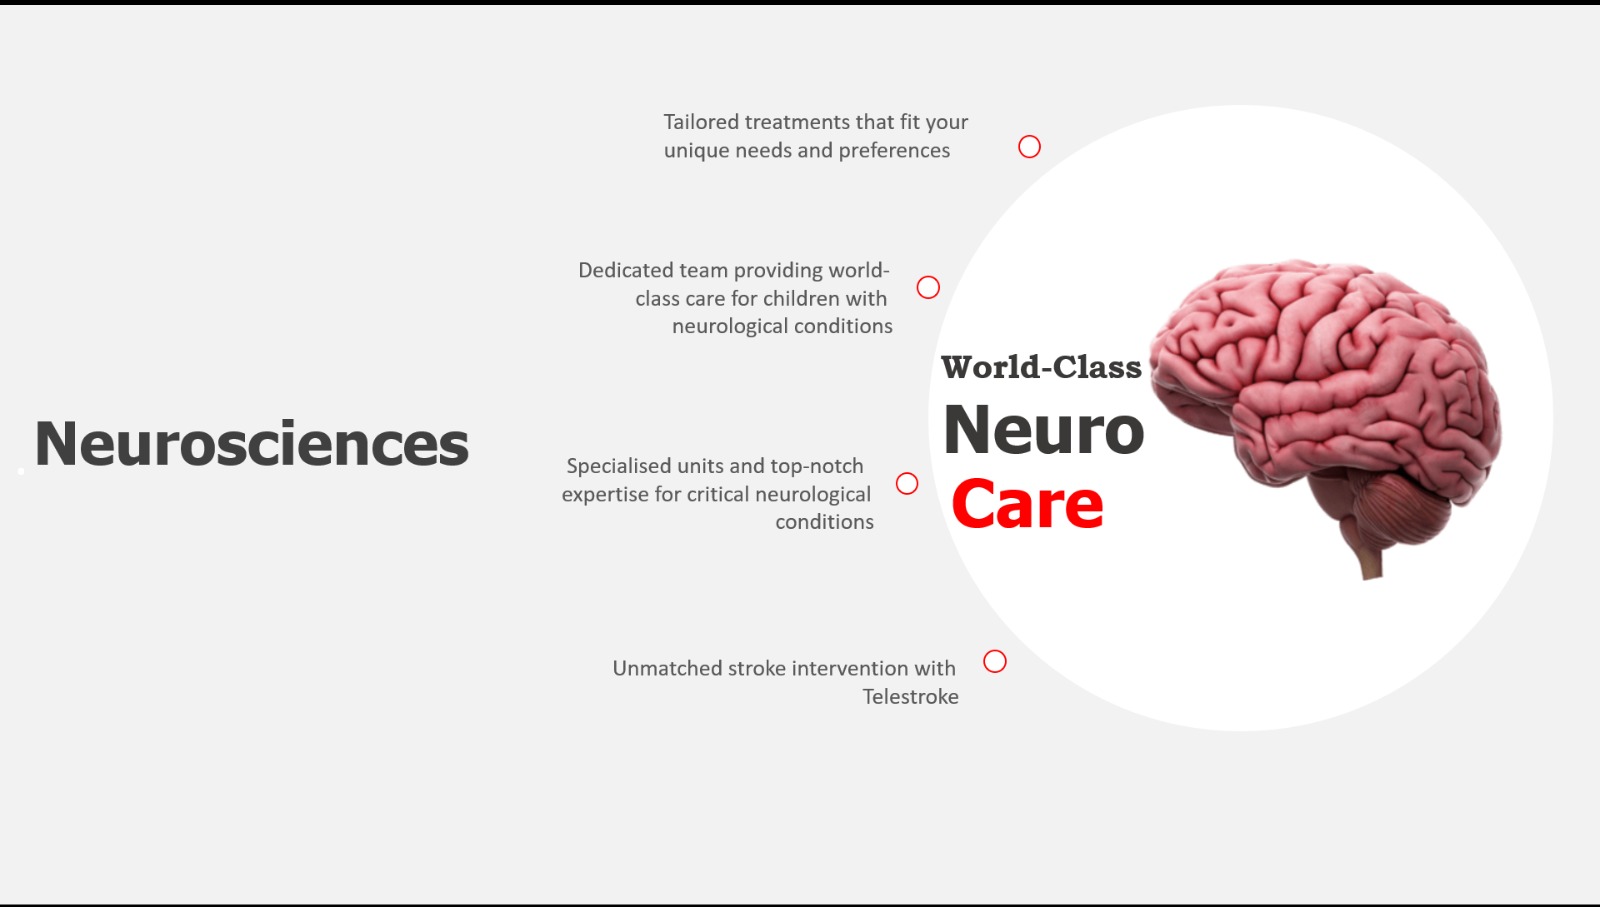 Neurosciences
Tailored treatments that fit your
unique needs and preferences
Dedicated team providing world-
class care for children with
neurological conditions
Specialised units and top-notch
expertise for critical neurological
conditions
Unmatched stroke intervention with
Telestroke
World-Class
Neuro
Care